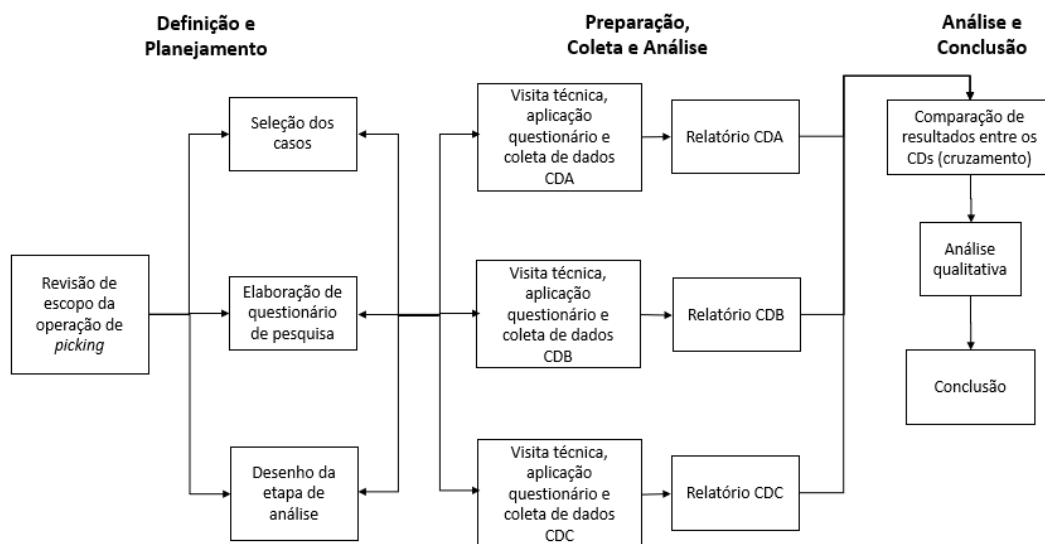 Definição e
Planejamento
Preparação,
Coleta e Análise
Análise e
Conclusão
Revisão de
escopo da
operação de
picking
Seleção dos
casos
Elaboração de
questionário
de pesquisa
Desenho da
etapa de
análise
Visita técnica,
aplicação
questionário e
coleta de dados
CDA
Relatório CDA
Visita técnica,
aplicação
questionário e
coleta de dados
CDB
Relatório CDB
Visita técnica,
aplicação
questionário e
coleta de dados
CDC
Relatório CDC
Comparação de
resultados entre os
CDs (cruzamento)
Análise
qualitativa
Conclusão